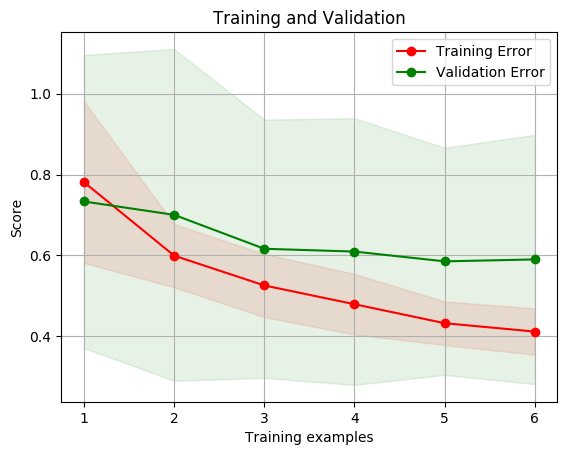 Training and Validation
Training Error
Validation Error
Score
1.0
0.8
0.6
0.4
1 2 3 4 5 6
Training examples